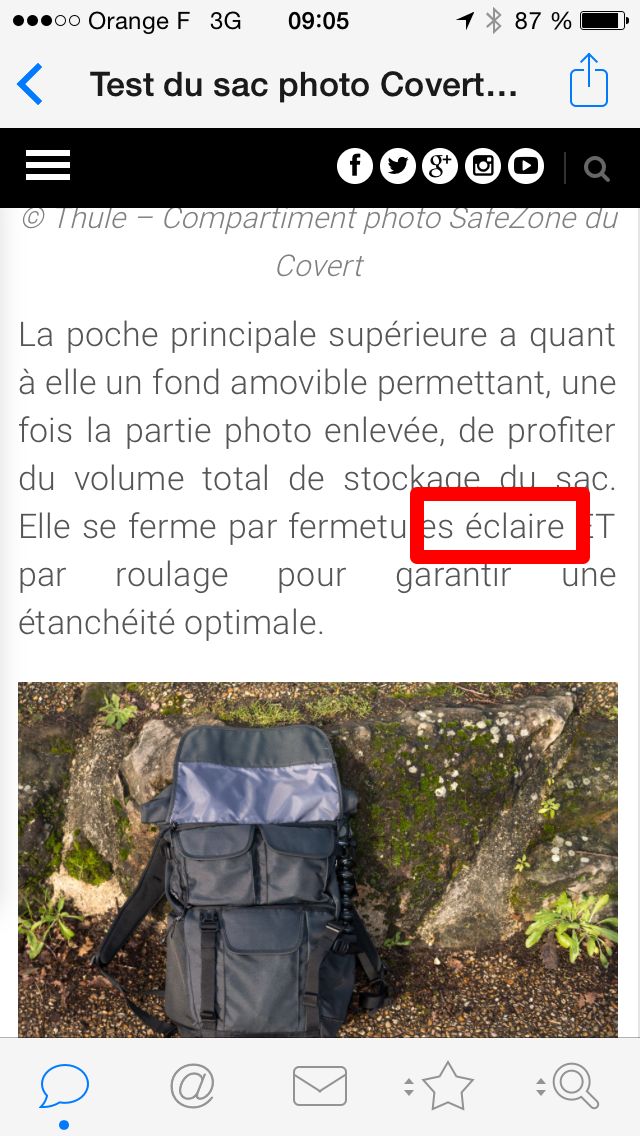 Orange F 3G 09:05 87 %
Test du sac photo Covert...
© Thule – Compartiment photo SafeZone du
Covert
La poche principale supérieure a quant
à elle un fond amovible permettant, une
fois la partie photo enlevée, de profiter
du volume total de stockage du sac.
Elle se ferme par fermetures éclaire ET
par roulage pour garantir une
étanchéité optimale.